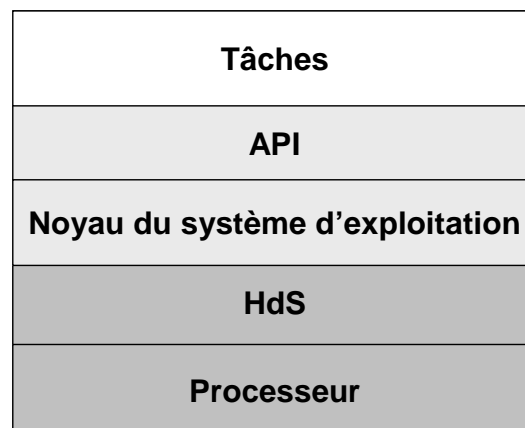 Tâches
API
Noyau du système d’exploitation
HdS
Processeur